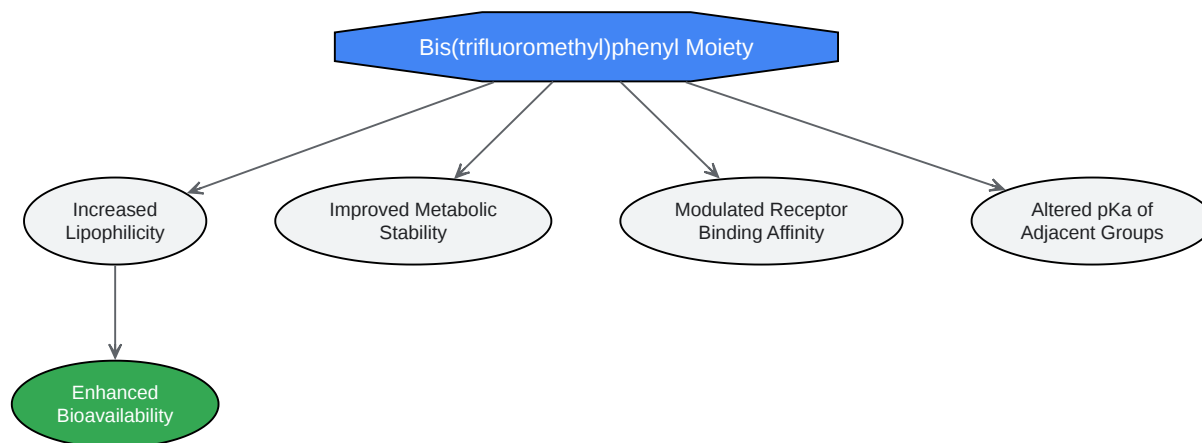 Bis(trifluoromethyl)phenyl Moiety
Increased
Lipophilicity
Improved Metabolic
Stability
Modulated Receptor
Binding Affinity
Altered pKa of
Adjacent Groups
Enhanced
Bioavailability